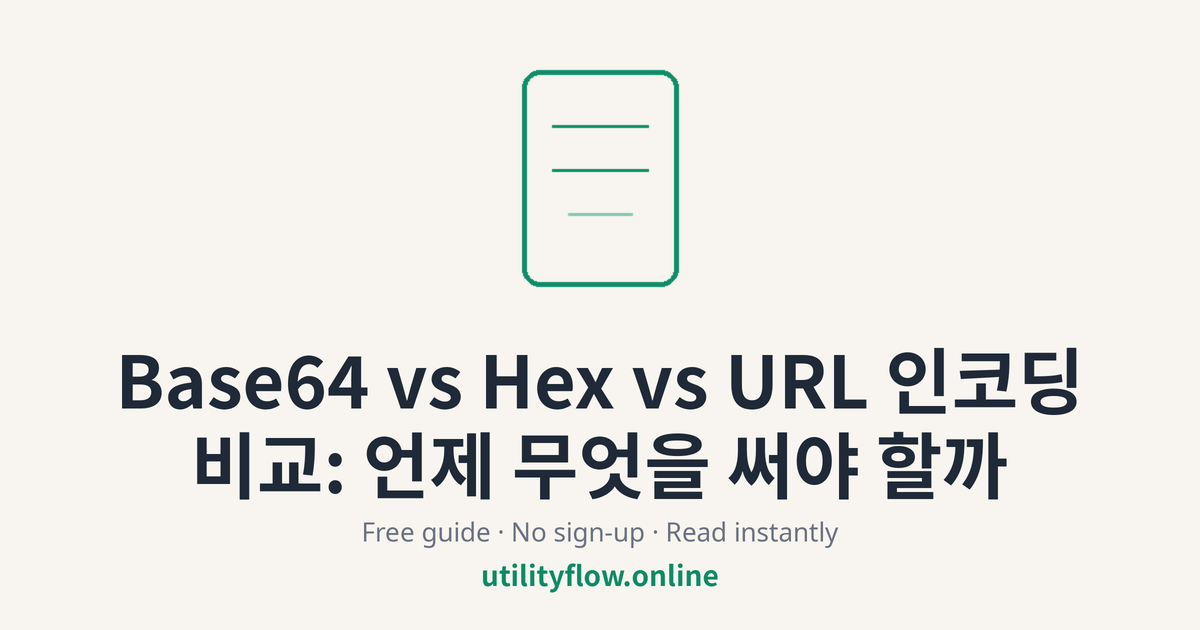 Base64 vs Hex vs URL 인코딩
비교: 언제 무엇을 써야 할까
Free guide · No sign-up · Read instantly
utilityflow.online